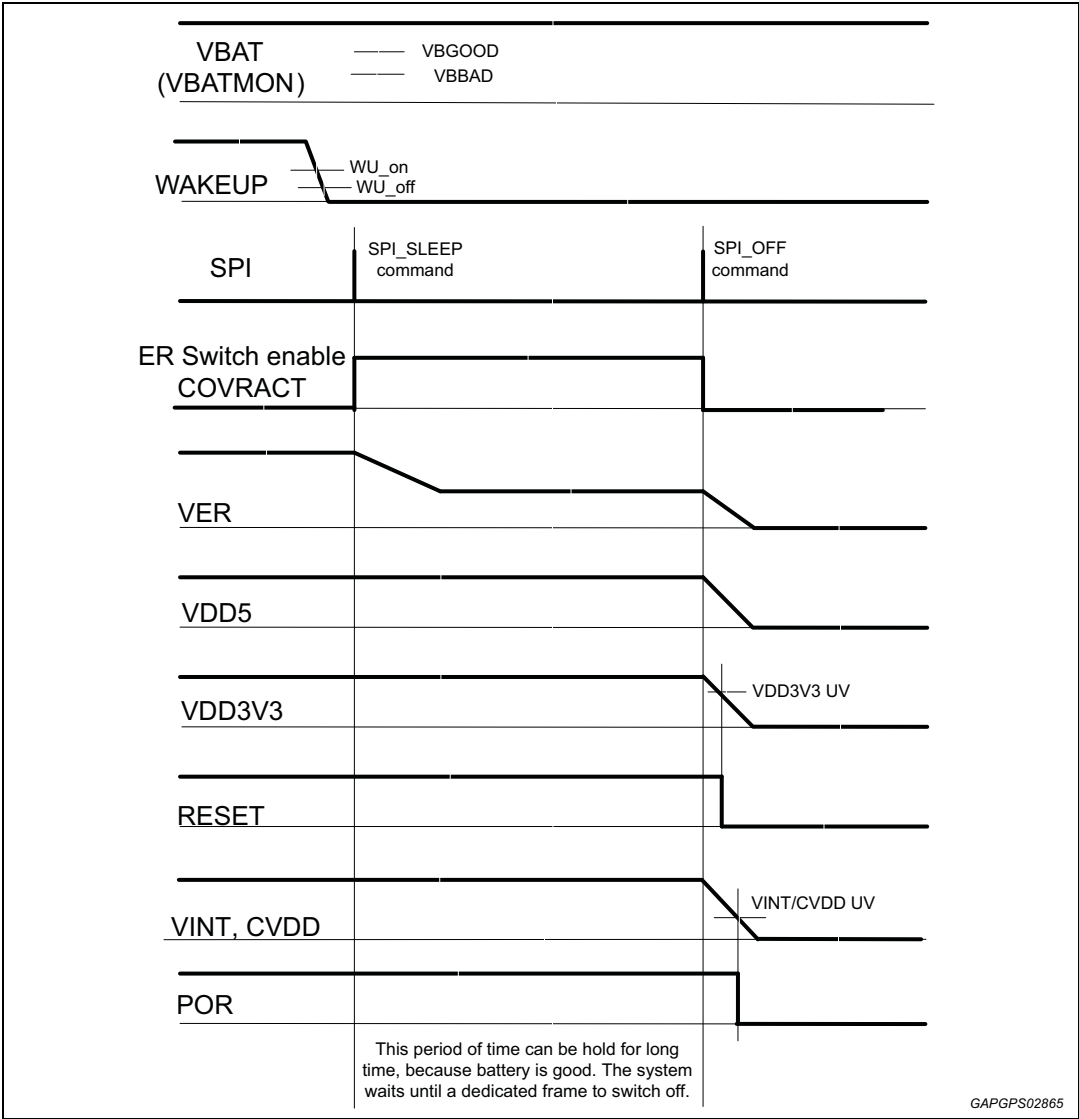 VBAT
(VBATMON)
VBGOOD
VBBAD
WAKEUP
WU_on
WU_off
SPI
SPI_SLEEP
command
SPI_OFF
command
ER Switch enable
COVRACT
VER
VDD5
VDD3V3
VDD3V3 UV
RESET
VINT, CVDD
VINT/CVDD UV
POR
This period of time can be hold for long
time, because battery is good. The system
waits until a dedicated frame to switch off.
GAPGPS02865